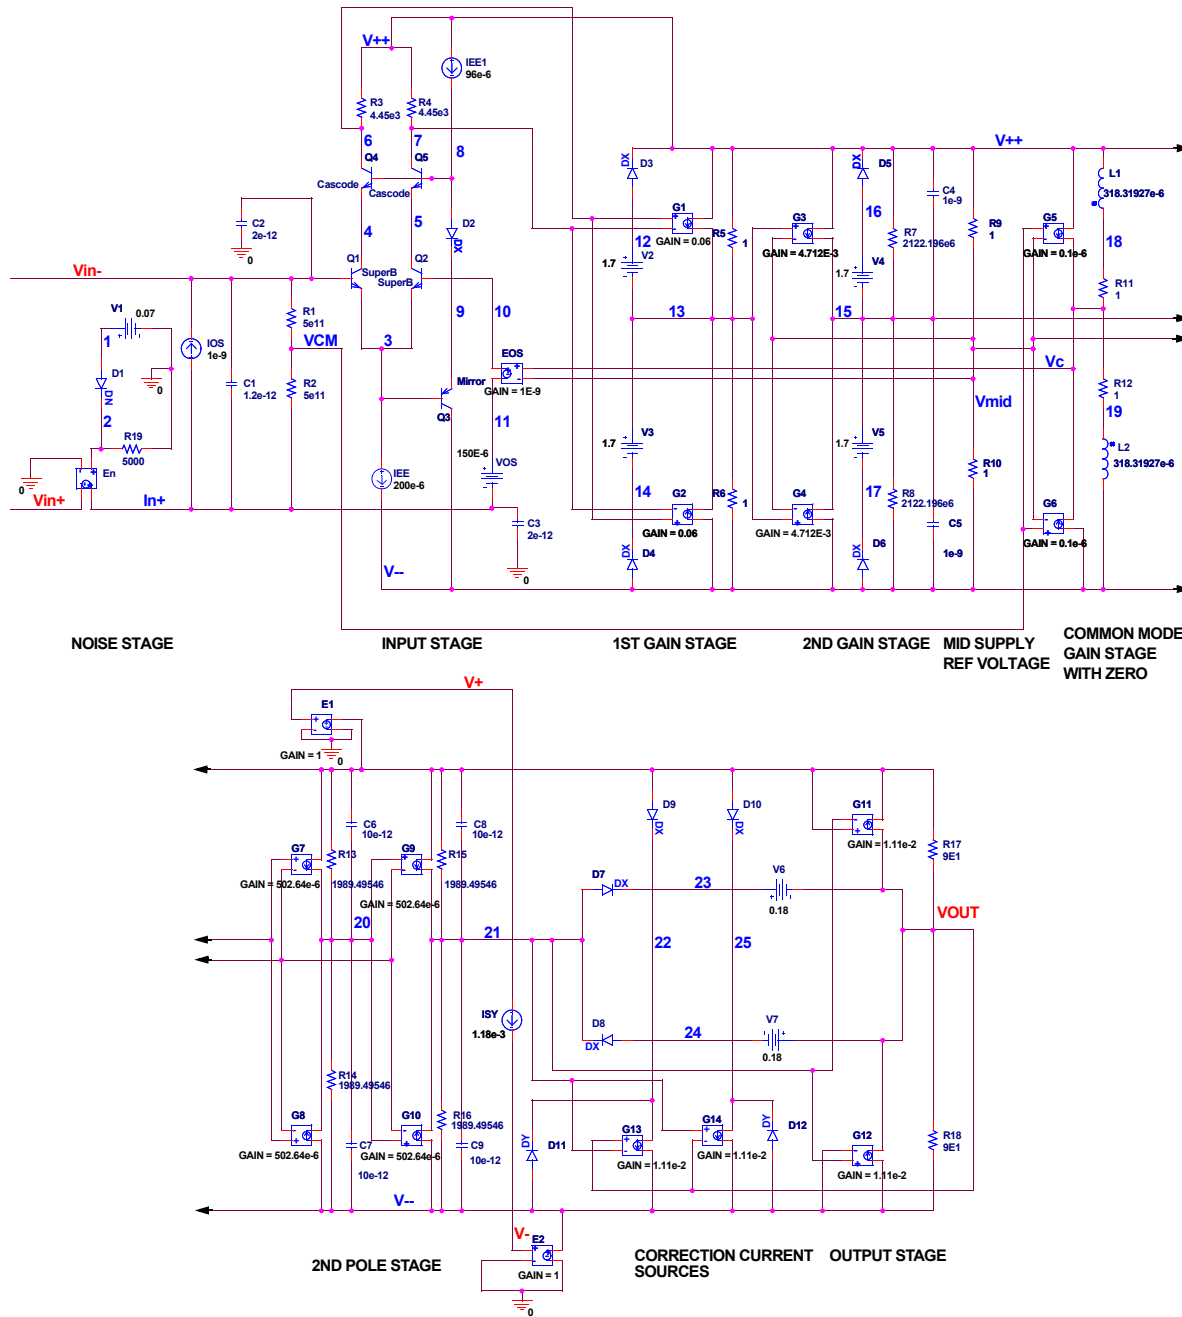 V++
IEE1
96e-6
R3
4.45e3
R4
4.45e3
6
7
8
Q4
Q5
Cascode
Cascode
C2
2e-12
0
4
5
D2
DX
Vin-
Q1
SuperB
Q2
SuperB
V1
0.07
1
IOS
1e-9
R1
5e11
VCM
3
9
10
D1
DN
0
C1
1.2e-12
R2
5e11
EOS
GAIN = 1E-9
Mirror
Q3
2
R19
5000
En
0
Vin+
In+
11
150E-6
VOS
IEE
200e-6
C3
2e-12
0
V--
DX
D3
G1
GAIN = 0.06
12
1.7
V2
R5
1
13
V3
1.7
14
G2
GAIN = 0.06
R6
1
DX
D4
G3
GAIN = 4.712E-3
DX
D5
16
1.7
V4
R7
2122.196e6
15
V5
1.7
17
G4
GAIN = 4.712E-3
R8
2122.196e6
DX
D6
C4
1e-9
R9
1
V++
G5
GAIN = 0.1e-6
L1
318.31927e-6
18
R11
1
Vc
Vmid
R12
1
19
R10
1
L2
318.31927e-6
G6
GAIN = 0.1e-6
C5
1e-9
NOISE STAGE
INPUT STAGE
1ST GAIN STAGE
2ND GAIN STAGE
MID SUPPLY
REF VOLTAGE
COMMON MODE
GAIN STAGE
WITH ZERO
V+
E1
GAIN = 1
0
C6
10e-12
C8
10e-12
G7
GAIN = 502.64e-6
R13
1989.49546
G9
GAIN = 502.64e-6
R15
1989.49546
20
21
D9
DX
D10
DX
G11
GAIN = 1.11e-2
R17
9E1
D7
DX
23
V6
0.18
VOUT
22
25
ISY
1.18e-3
D8
DX
24
V7
0.18
R14
1989.49546
G8
GAIN = 502.64e-6
C7
10e-12
G10
GAIN = 502.64e-6
R16
1989.49546
C9
10e-12
DY
D11
G13
GAIN = 1.11e-2
G14
GAIN = 1.11e-2
DY
D12
G12
GAIN = 1.11e-2
R18
9E1
V--
V-
E2
GAIN = 1
0
2ND POLE STAGE
CORRECTION CURRENT
SOURCES
OUTPUT STAGE